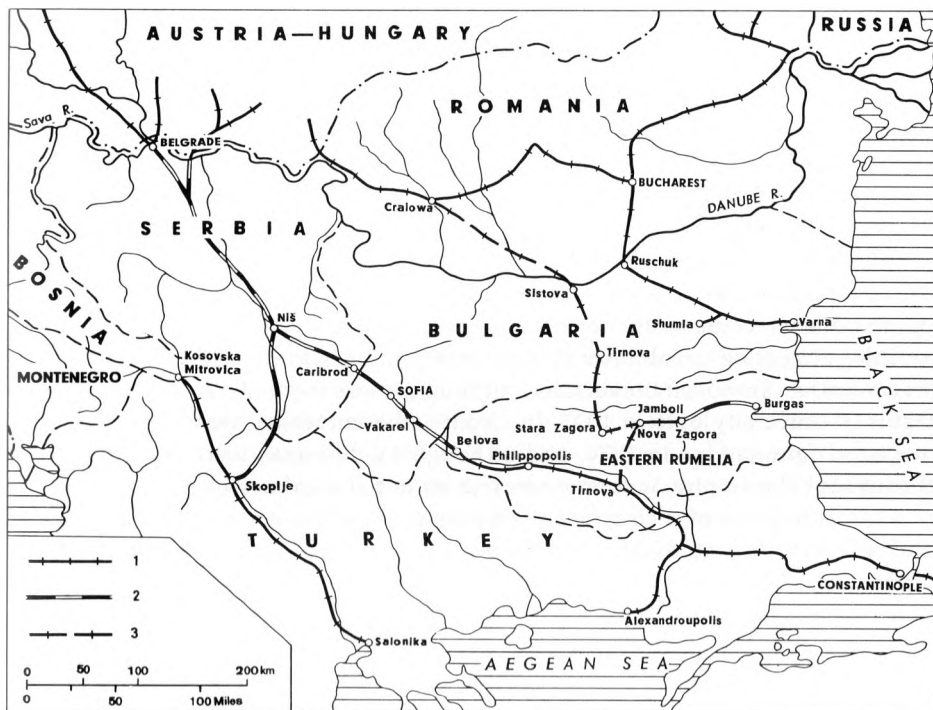 AUSTRIA—HUNGARY
RUSSIA
ROMANIA
Sava R.
BELGRADE
BUCHAREST
Craiowa
DANUBE R.
SERBIA
BOSNIA
Ruschuk
Sistova
Niš
BULGARIA
Shumla
Varna
BLACK SEA
Kosovska
Mitrovica
Tirnova
MONTENEGRO
Caribrod
SOFIA
Jamboli
Burgas
Vakarel
Stara Zagora
Nova
Zagora
Belova
Philippopolis
EASTERN RUMELIA
Skoplje
Tirnova
TURKEY
1
2
3
CONSTANTINOPLE
Alexandroupolis
Salonika
AEGEAN SEA
0 50 100 200 km
0 50 100 Miles